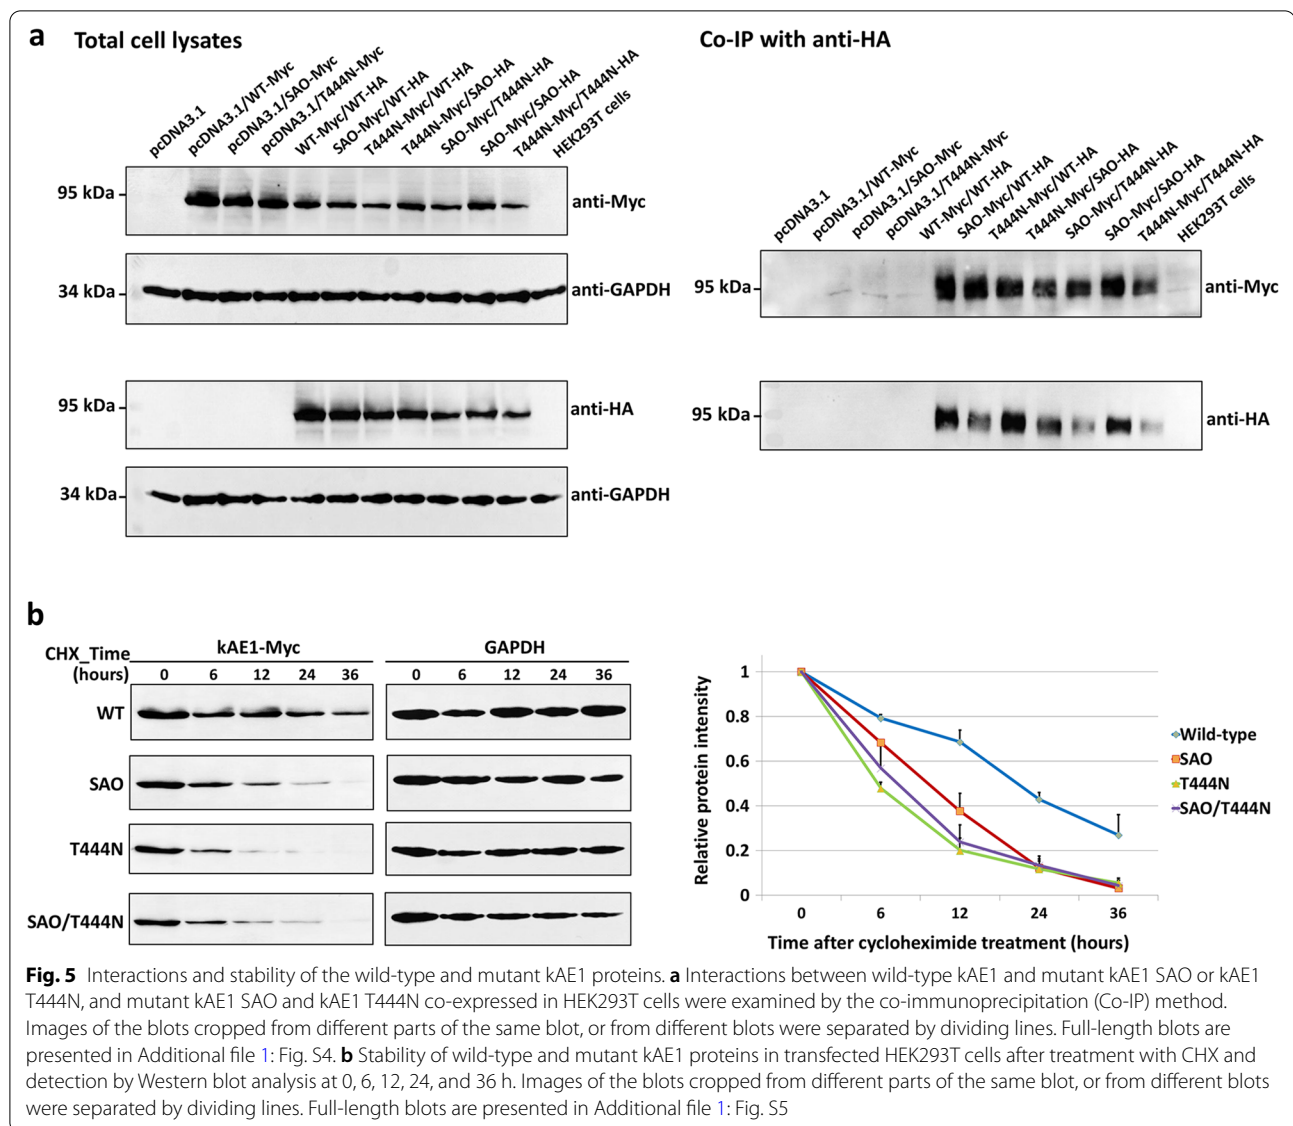 a Total cell lysates
pcDNA3.1
pcDNA3.1/WT-Myc
pcDNA3.1/SAO-Myc
pcDNA3.1/T444N-Myc
WT-Myc/WT-HA
SAO-Myc/WT-HA
T444N-Myc/WT-HA
T444N-Myc/SAO-HA
SAO-Myc/T444N-HA
SAO-Myc/SAO-HA
T444N-Myc/T444N-HA
HEK293T cells
95 kDa
anti-Myc
34 kDa
anti-GAPDH
95 kDa
anti-HA
34 kDa
anti-GAPDH
Co-IP with anti-HA
pcDNA3.1
pcDNA3.1/WT-Myc
pcDNA3.1/SAO-Myc
pcDNA3.1/T444N-Myc
WT-Myc/WT-HA
SAO-Myc/WT-HA
T444N-Myc/WT-HA
T444N-Myc/SAO-HA
SAO-Myc/T444N-HA
SAO-Myc/SAO-HA
T444N-Myc/T444N-HA
HEK293T cells
95 kDa
anti-Myc
95 kDa
anti-HA
b
CHX_Time
(hours)
kAE1-Myc
GAPDH
0 6 12 24 36
0 6 12 24 36
WT
SAO
T444N
SAO/T444N
Relative protein intensity
1
0.8
0.6
0.4
0.2
0
0 6 12 24 36
Time after cycloheximide treatment (hours)
Wild-type
SAO
T444N
SAO/T444N
Fig. 5 Interactions and stability of the wild-type and mutant kAE1 proteins. a Interactions between wild-type kAE1 and mutant kAE1 SAO or kAE1
T444N, and mutant kAE1 SAO and kAE1 T444N co-expressed in HEK293T cells were examined by the co-immunoprecipitation (Co-IP) method.
Images of the blots cropped from different parts of the same blot, or from different blots were separated by dividing lines. Full-length blots are
presented in Additional file 1: Fig. S4. b Stability of wild-type and mutant kAE1 proteins in transfected HEK293T cells after treatment with CHX and
detection by Western blot analysis at 0, 6, 12, 24, and 36 h. Images of the blots cropped from different parts of the same blot, or from different blots
were separated by dividing lines. Full-length blots are presented in Additional file 1: Fig. S5